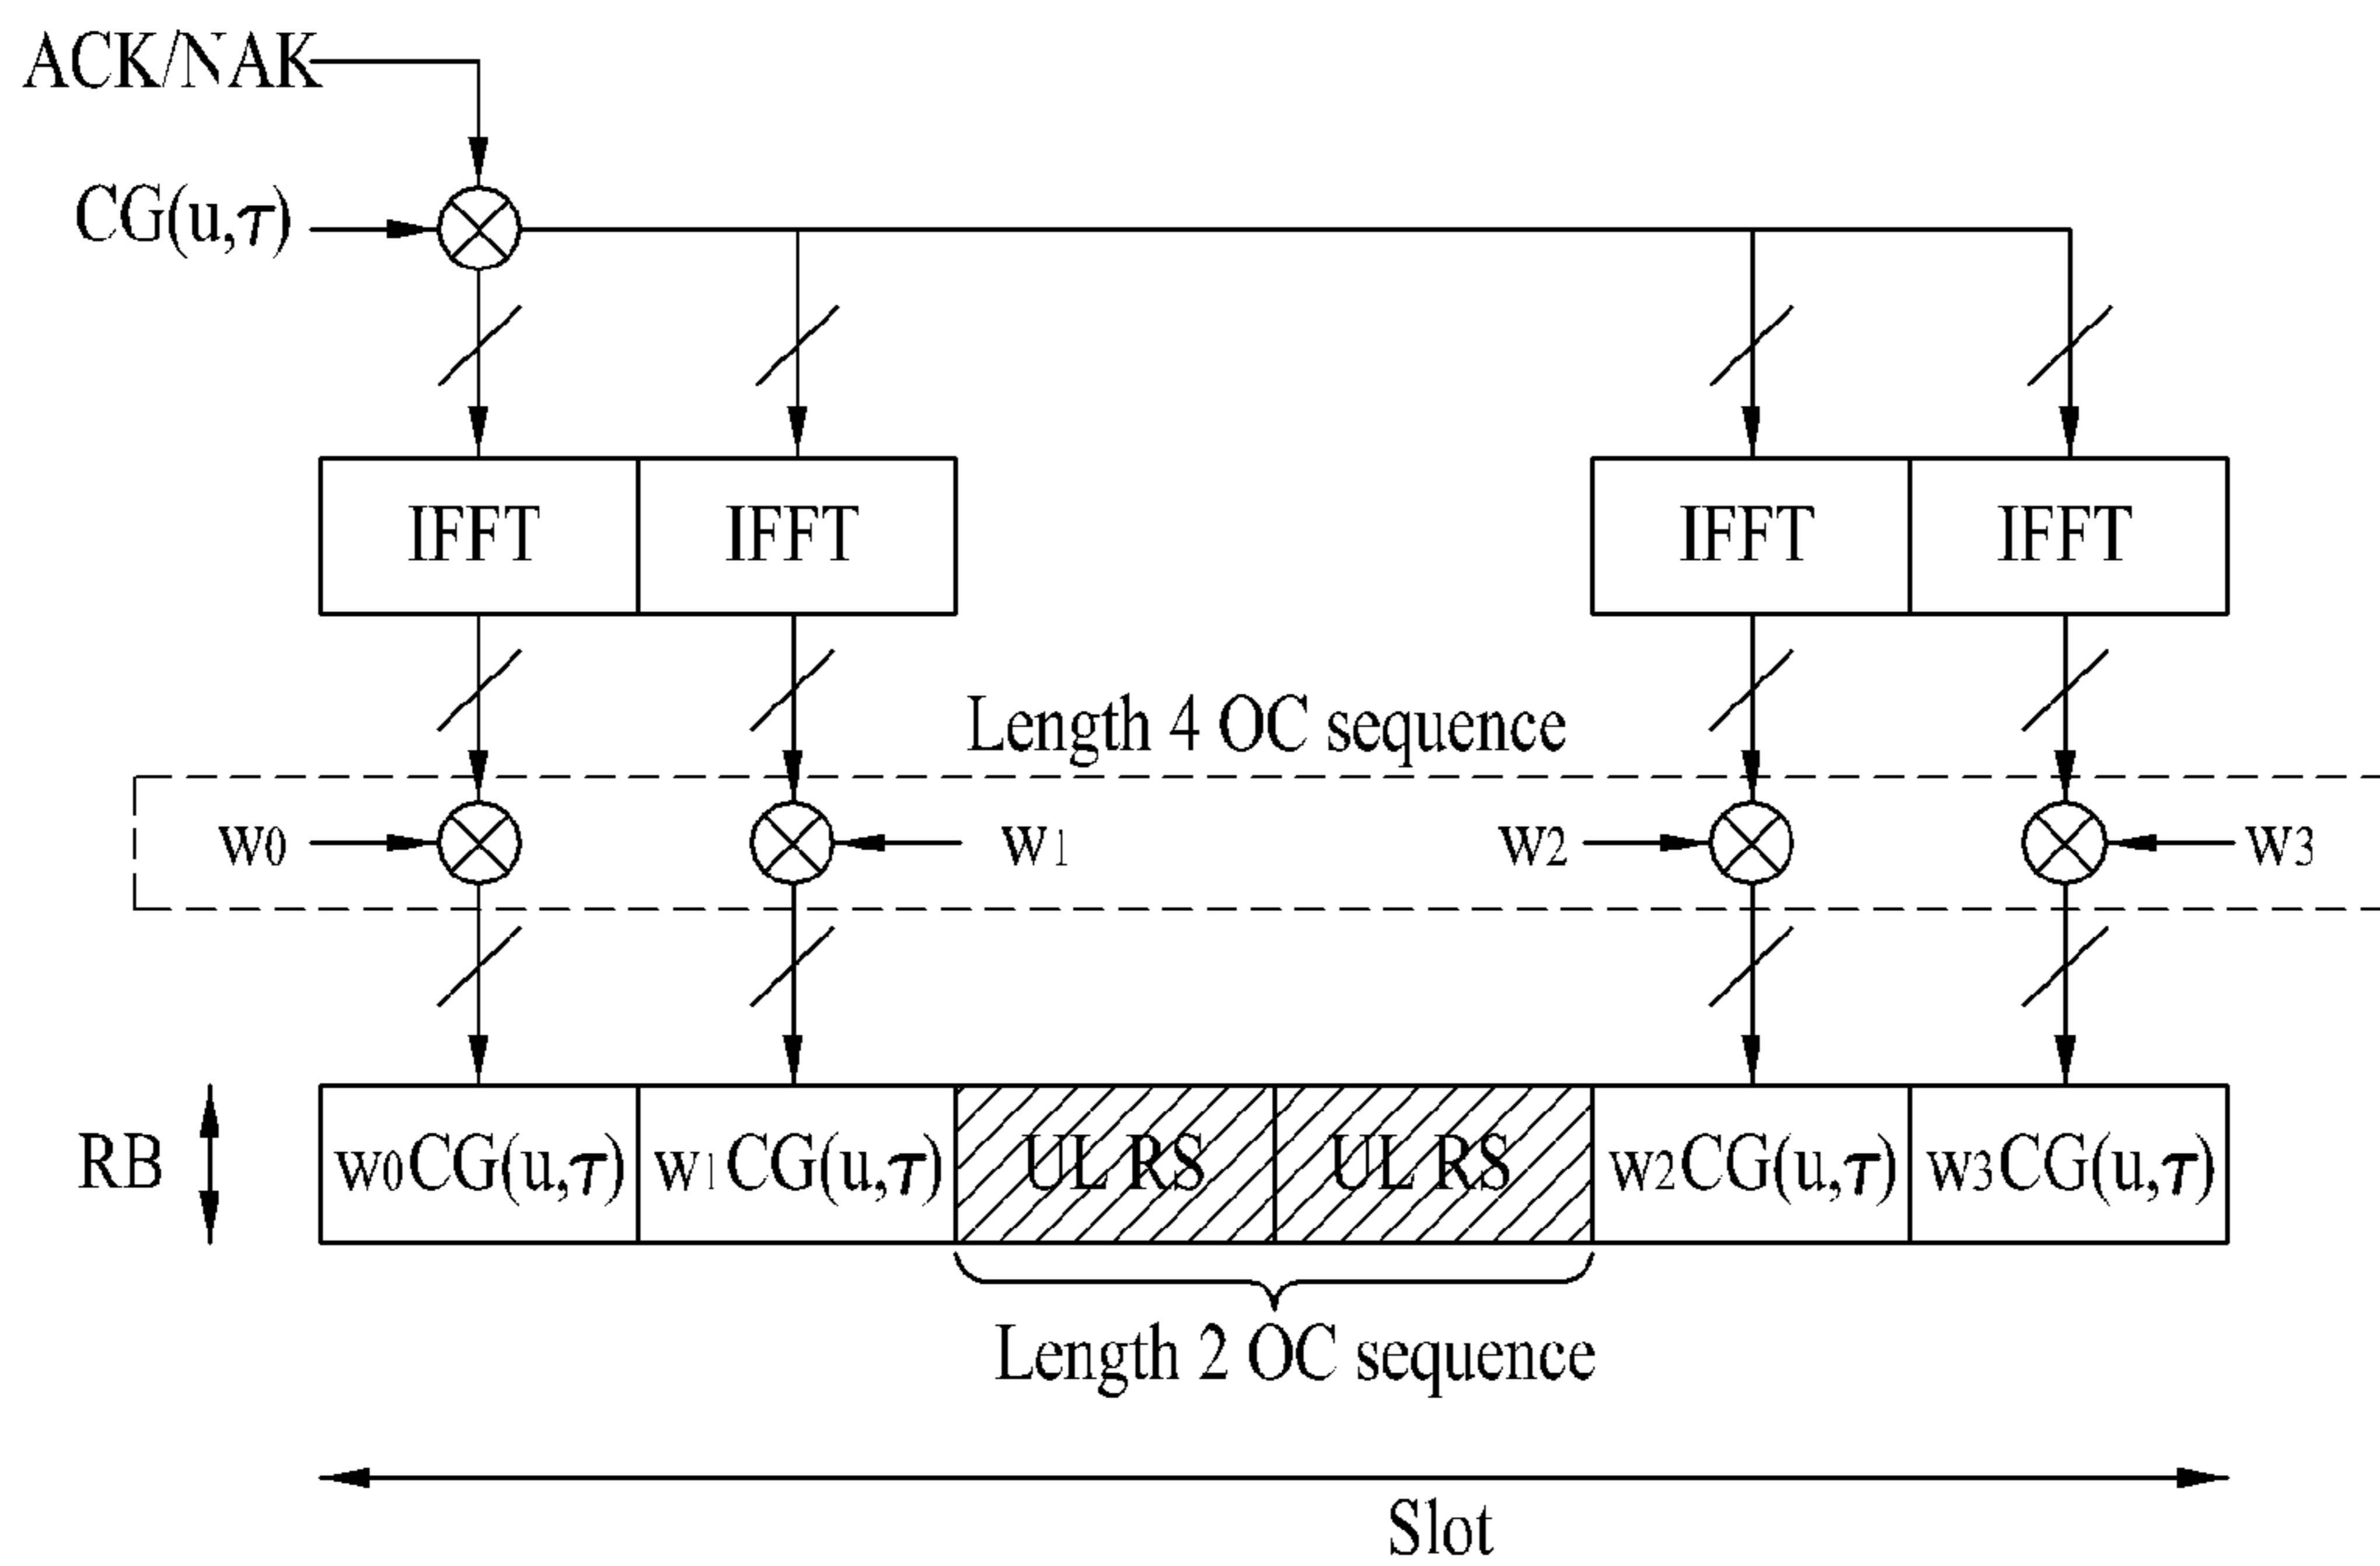 ACK/NAK
CG(u,τ)
IFFT IFFT IFFT IFFT
Length 4 OC sequence
w0 w1 w2 w3
RB w0CG(u,τ) w1CG(u,τ) UL RS UL RS w2CG(u,τ) w3CG(u,τ)
Length 2 OC sequence
Slot